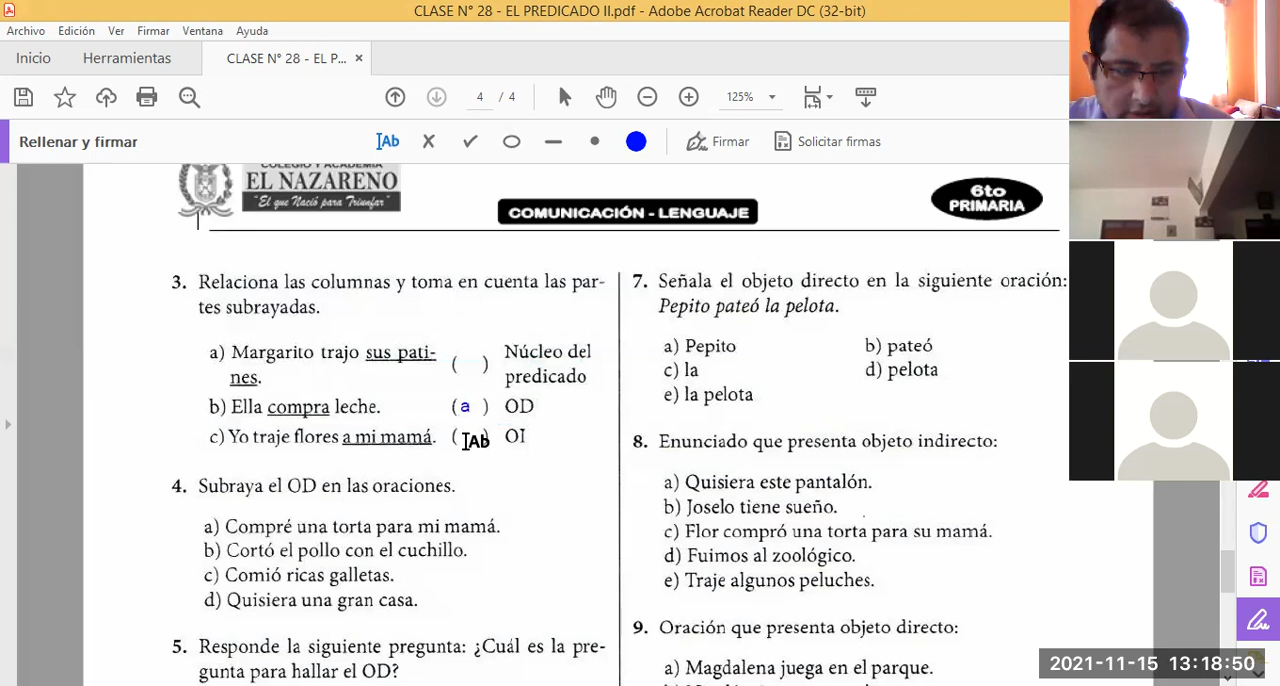 CLASE N° 28 - EL PREDICADO II.pdf - Adobe Acrobat Reader DC (32-bit)
Archivo Edición Ver Firmar Ventana Ayuda
Inicio Herramientas CLASE N° 28 - EL P... ×
4 / 4 125%
Rellenar y firmar Ab Firmar Solicitar firmas
COLEGIO Y ACADEMIA
EL NAZARENO
"El que Nació para Triunfar"
COMUNICACIÓN - LENGUAJE
6to
PRIMARIA
3. Relaciona las columnas y toma en cuenta las par-
tes subrayadas.
a) Margarito trajo sus pati- ( ) Núcleo del
nes. predicado
b) Ella compra leche. ( a ) OD
c) Yo traje flores a mi mamá. ( Ab ) OI
4. Subraya el OD en las oraciones.
a) Compré una torta para mi mamá.
b) Cortó el pollo con el cuchillo.
c) Comió ricas galletas.
d) Quisiera una gran casa.
5. Responde la siguiente pregunta: ¿Cuál es la pre-
gunta para hallar el OD?
7. Señala el objeto directo en la siguiente oración:
Pepito pateó la pelota.
a) Pepito b) pateó
c) la d) pelota
e) la pelota
8. Enunciado que presenta objeto indirecto:
a) Quisiera este pantalón.
b) Joselo tiene sueño.
c) Flor compró una torta para su mamá.
d) Fuimos al zoológico.
e) Traje algunos peluches.
9. Oración que presenta objeto directo:
a) Magdalena juega en el parque.
2021-11-15 13:18:50